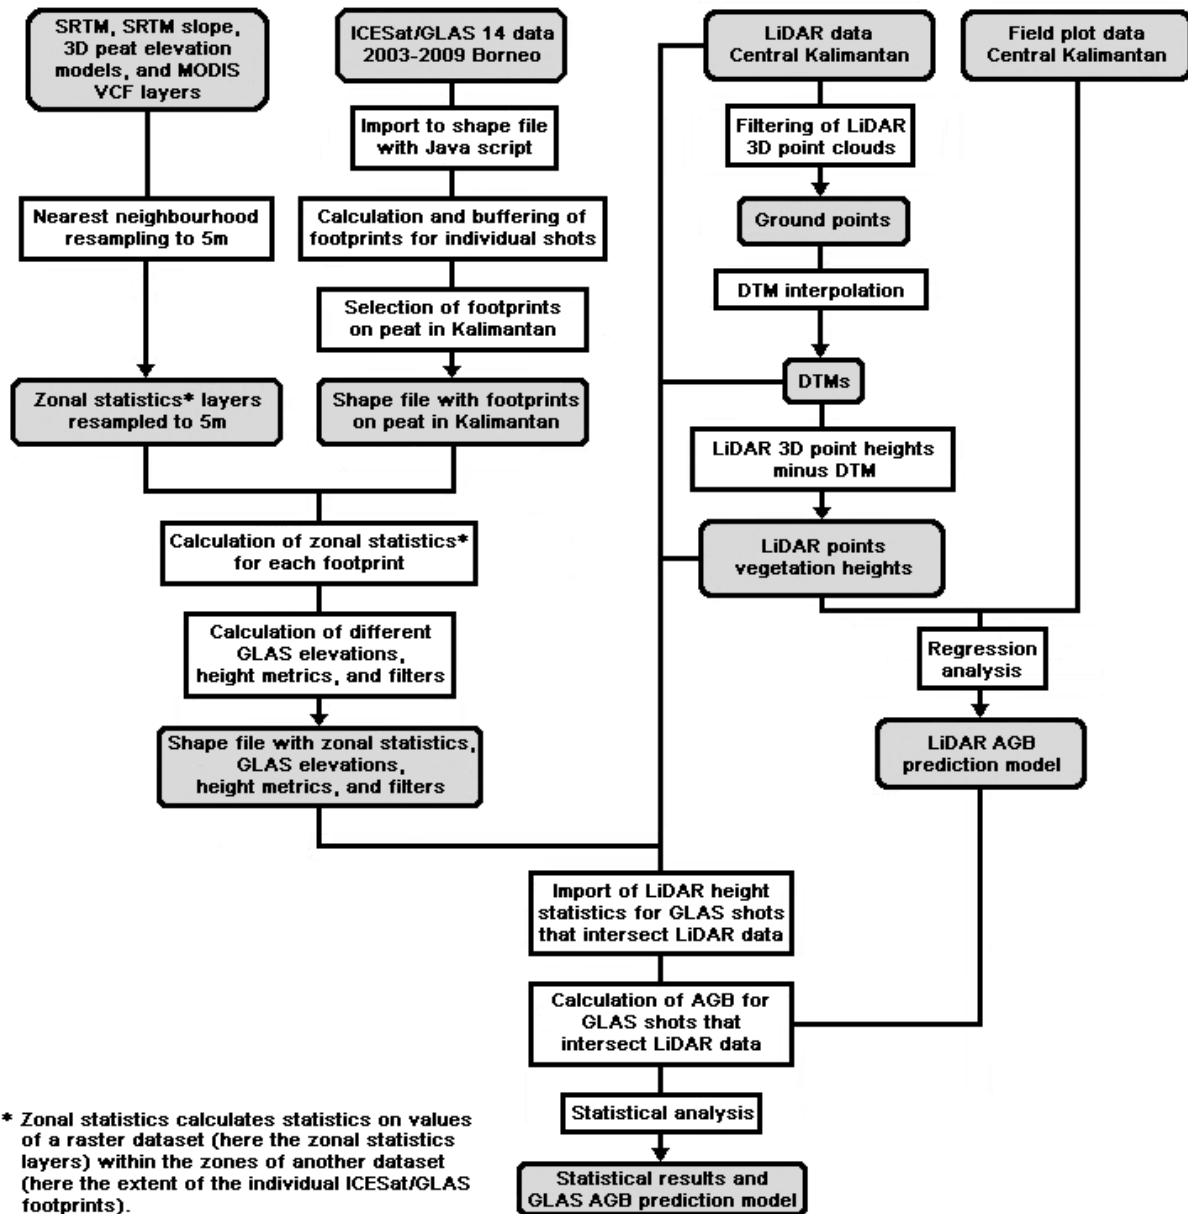 SRTM, SRTM slope,
3D peat elevation
models, and MODIS
VCF layers
ICESat/GLAS 14 data
2003-2009 Borneo
LiDAR data
Central Kalimantan
Field plot data
Central Kalimantan
Import to shape file
with Java script
Filtering of LiDAR
3D point clouds
Nearest neighbourhood
resampling to 5m
Calculation and buffering of
footprints for individual shots
Ground points
DTM interpolation
Selection of footprints
on peat in Kalimantan
DTMs
Zonal statistics* layers
resampled to 5m
Shape file with footprints
on peat in Kalimantan
LiDAR 3D point heights
minus DTM
Calculation of zonal statistics*
for each footprint
LiDAR points
vegetation heights
Calculation of different
GLAS elevations,
height metrics, and filters
Regression
analysis
Shape file with zonal statistics,
GLAS elevations,
height metrics, and filters
LiDAR AGB
prediction model
Import of LiDAR height
statistics for GLAS shots
that intersect LiDAR data
Calculation of AGB for
GLAS shots that
intersect LiDAR data
Statistical analysis
Statistical results and
GLAS AGB prediction model
* Zonal statistics calculates statistics on values
of a raster dataset (here the zonal statistics
layers) within the zones of another dataset
(here the extent of the individual ICESat/GLAS
footprints).